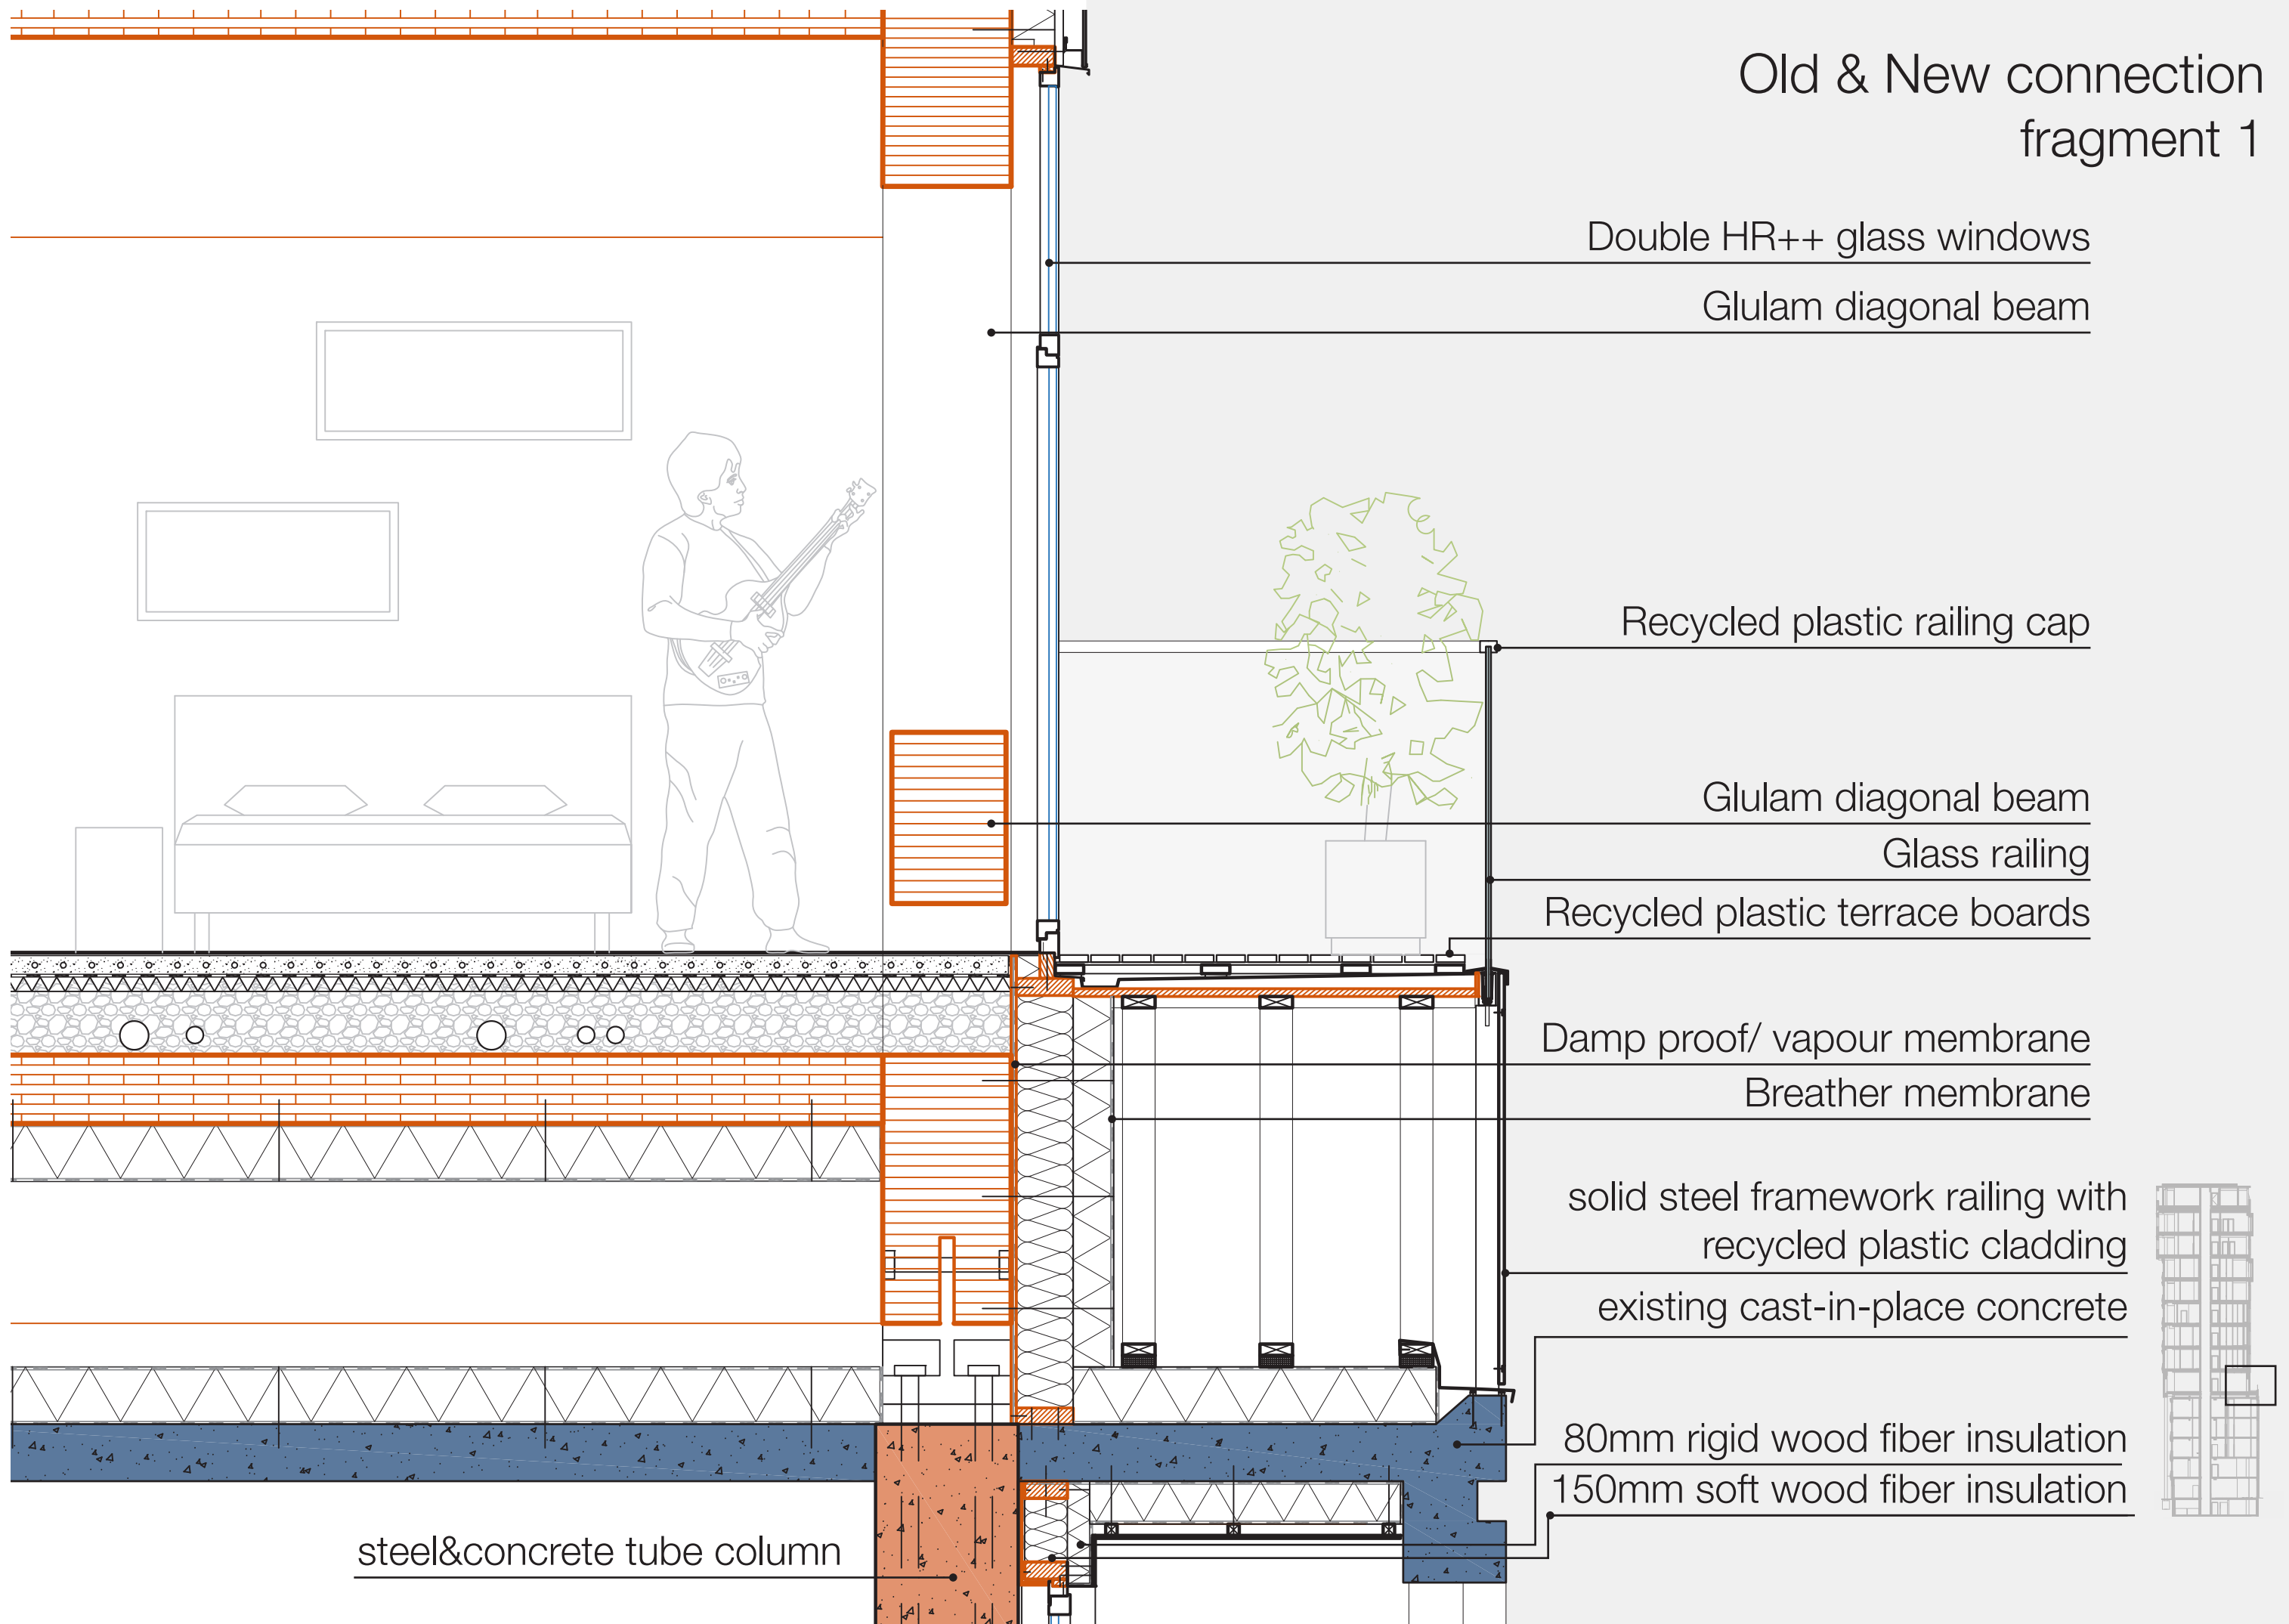 Old & New connection
fragment 1
Double HR++ glass windows
Glulam diagonal beam
Recycled plastic railing cap
Glulam diagonal beam
Glass railing
Recycled plastic terrace boards
Damp proof/ vapour membrane
Breather membrane
solid steel framework railing with
recycled plastic cladding
existing cast-in-place concrete
80mm rigid wood fiber insulation
150mm soft wood fiber insulation
steel&concrete tube column